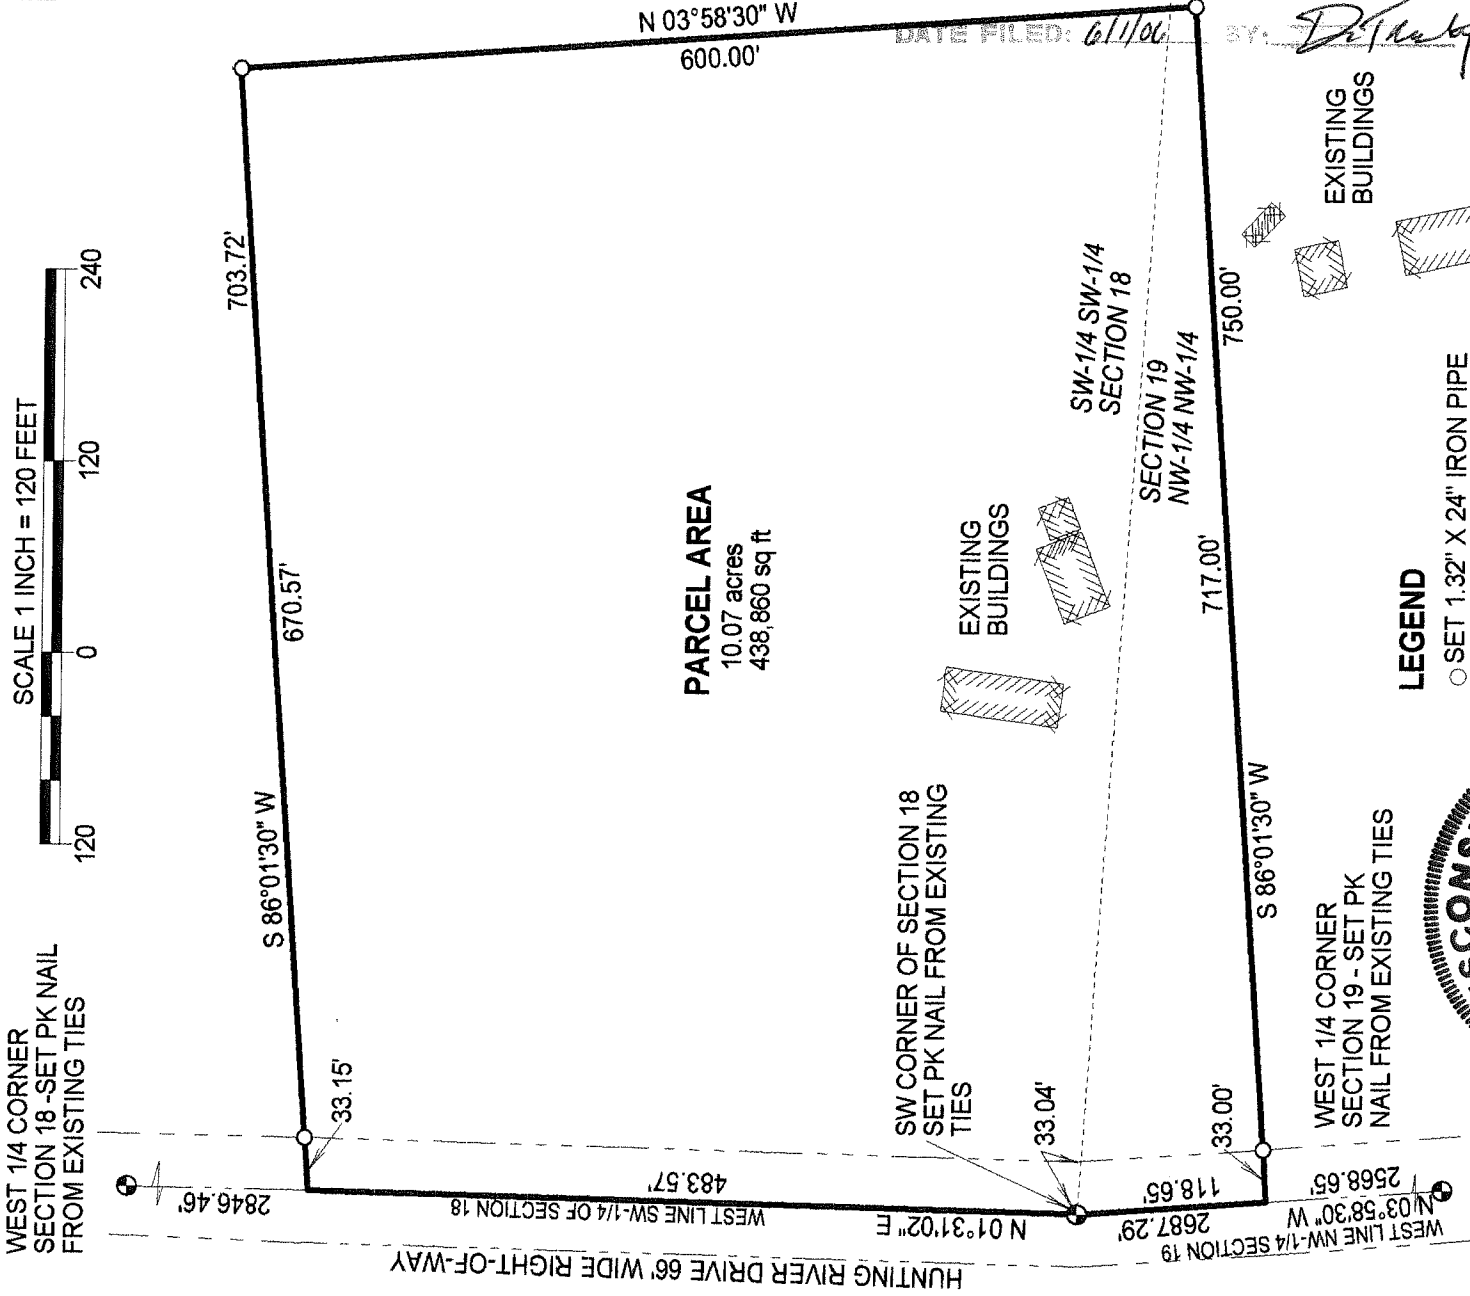 N 03°58'30" W
600.00'
DATE FILED: 6/1/06 BY:
SCALE 1 INCH = 120 FEET
120 0 120 240
703.72'
670.57'
S 86°01'30" W
EXISTING
BUILDINGS
PARCEL AREA
10.07 acres
438,860 sq ft
EXISTING
BUILDINGS
SW-1/4 SW-1/4
SECTION 18
SECTION 19
NW-1/4 NW-1/4
750.00'
717.00'
S 86°01'30" W
LEGEND
SET 1.32" X 24" IRON PIPE
WEST 1/4 CORNER
SECTION 18 -SET PK NAIL
FROM EXISTING TIES
33.15'
SW CORNER OF SECTION 18
SET PK NAIL FROM EXISTING
TIES
33.04'
33.00'
WEST 1/4 CORNER
SECTION 19 - SET PK
NAIL FROM EXISTING TIES
2846.46'
483.57'
WEST LINE SW-1/4 OF SECTION 18
N 01°31'02" E
118.65'
2687.29'
2568.65'
N 03°58'30" W
WEST LINE NW-1/4 SECTION 19
HUNTING RIVER DRIVE 66' WIDE RIGHT-OF-WAY